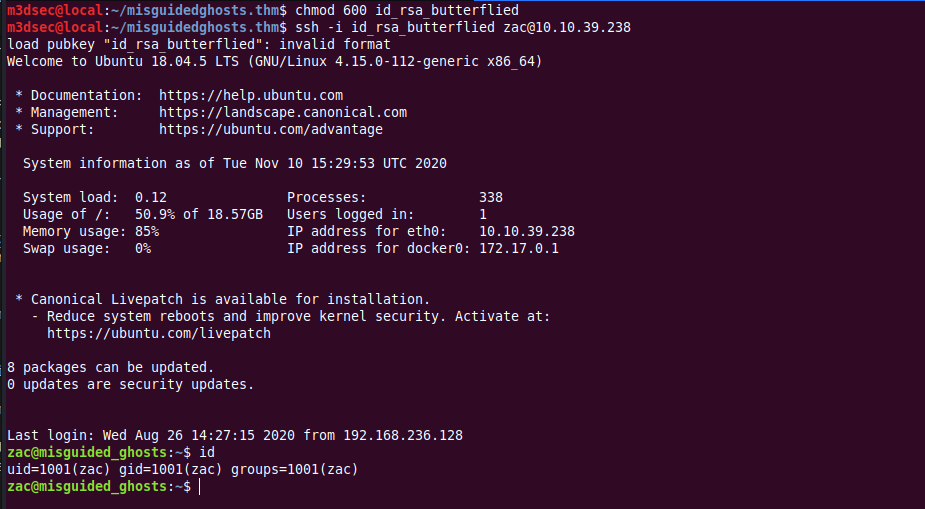 m3dsec@local:~/misguidedghosts.thm$ chmod 600 id_rsa_butterflied
m3dsec@local:~/misguidedghosts.thm$ ssh -i id_rsa_butterflied zac@10.10.39.238
load pubkey "id_rsa_butterflied": invalid format
Welcome to Ubuntu 18.04.5 LTS (GNU/Linux 4.15.0-112-generic x86_64)
* Documentation:  https://help.ubuntu.com
* Management:     https://landscape.canonical.com
* Support:        https://ubuntu.com/advantage
System information as of Tue Nov 10 15:29:53 UTC 2020
System load:  0.12               Processes:              338
Usage of /:   50.9% of 18.57GB   Users logged in:        1
Memory usage: 85%                IP address for eth0:    10.10.39.238
Swap usage:   0%                 IP address for docker0: 172.17.0.1
* Canonical Livepatch is available for installation.
- Reduce system reboots and improve kernel security. Activate at:
https://ubuntu.com/livepatch
8 packages can be updated.
0 updates are security updates.
Last login: Wed Aug 26 14:27:15 2020 from 192.168.236.128
zac@misguided_ghosts:~$ id
uid=1001(zac) gid=1001(zac) groups=1001(zac)
zac@misguided_ghosts:~$